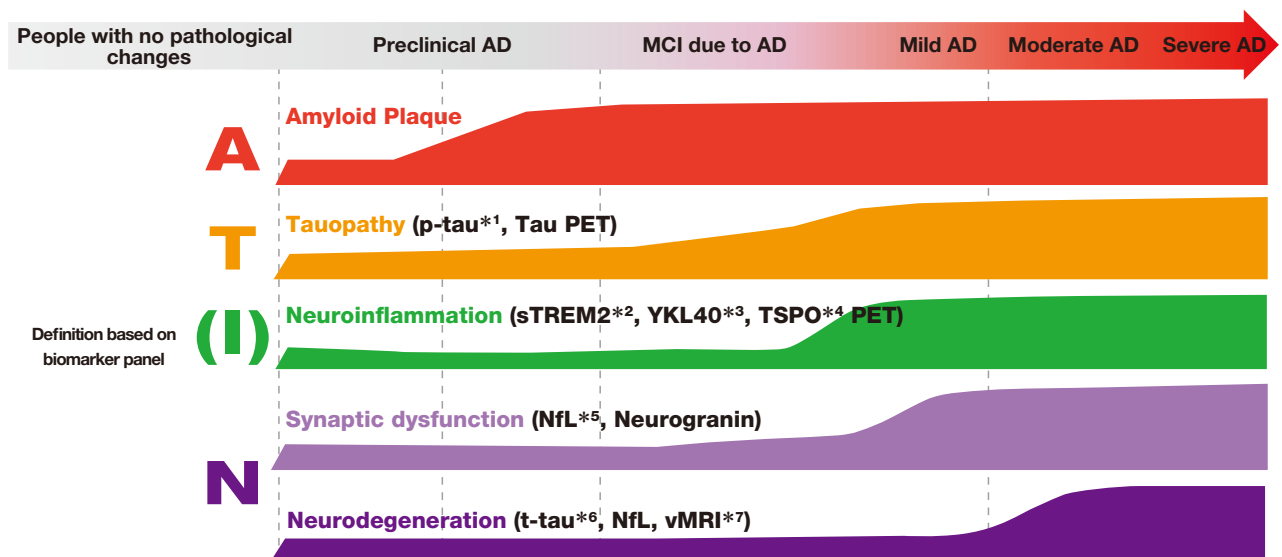 People with no pathological
changes
Preclinical AD
MCI due to AD
Mild AD
Moderate AD
Severe AD
A
Amyloid Plaque
T
Tauopathy (p-tau*¹, Tau PET)
Definition based on
biomarker panel
(I)
Neuroinflammation (sTREM2*², YKL40*³, TSPO*⁴ PET)
N
Synaptic dysfunction (NfL*⁵, Neurogranin)
Neurodegeneration (t-tau*⁶, NfL, vMRI*⁷)